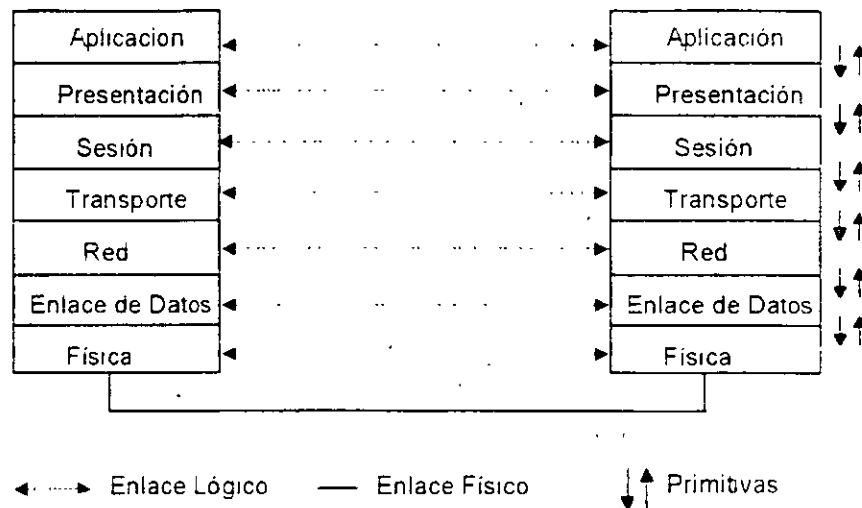 Aplicacion Aplicación
Presentación Presentación
Sesión Sesión
Transporte Transporte
Red Red
Enlace de Datos Enlace de Datos
Física Física
Enlace Lógico Enlace Físico Primitivas